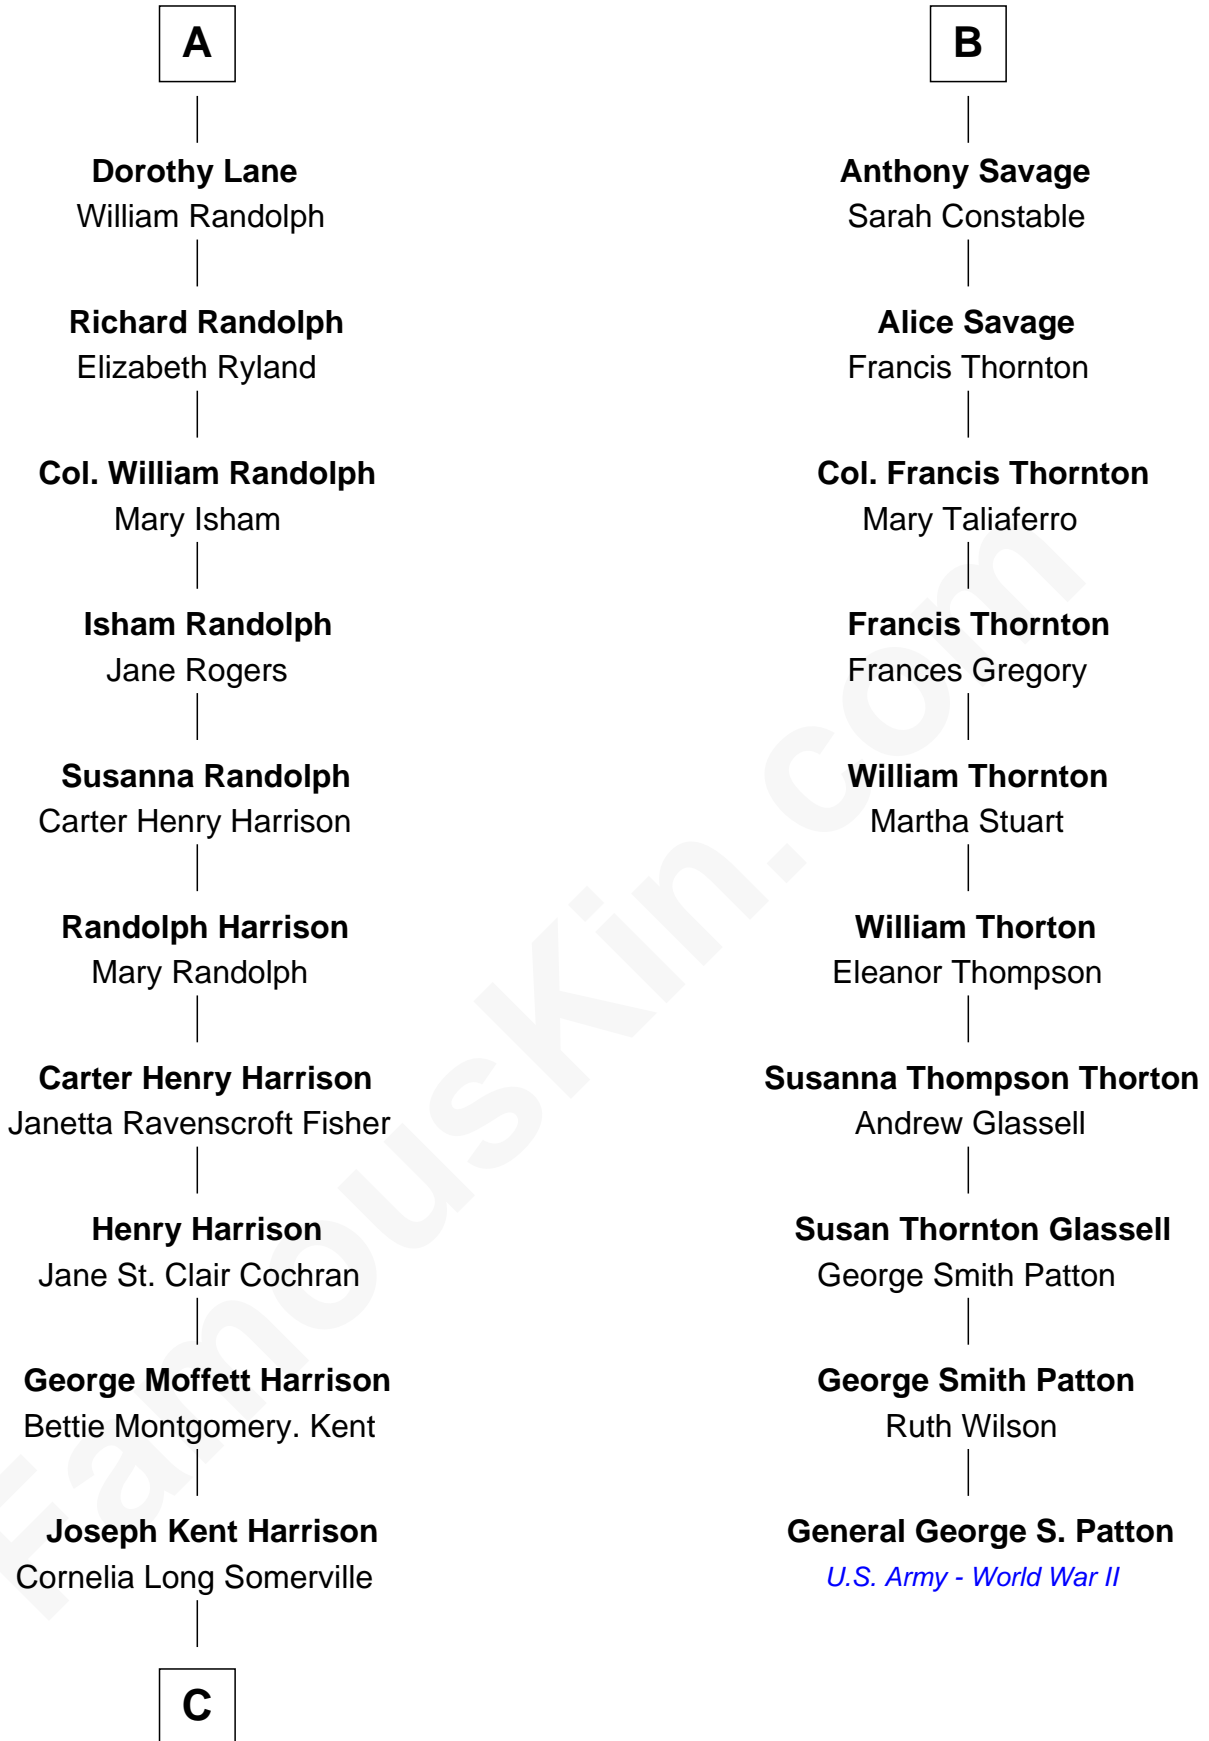 A
Dorothy Lane
William Randolph
Richard Randolph
Elizabeth Ryland
Col. William Randolph
Mary Isham
Isham Randolph
Jane Rogers
Susanna Randolph
Carter Henry Harrison
Randolph Harrison
Mary Randolph
Carter Henry Harrison
Janetta Ravenscroft Fisher
Henry Harrison
Jane St. Clair Cochran
George Moffett Harrison
Bettie Montgomery. Kent
Joseph Kent Harrison
Cornelia Long Somerville
C
B
Anthony Savage
Sarah Constable
Alice Savage
Francis Thornton
Col. Francis Thornton
Mary Taliaferro
Francis Thornton
Frances Gregory
William Thornton
Martha Stuart
William Thorton
Eleanor Thompson
Susanna Thompson Thorton
Andrew Glassell
Susan Thornton Glassell
George Smith Patton
George Smith Patton
Ruth Wilson
General George S. Patton
U.S. Army - World War II
FamousKin.com